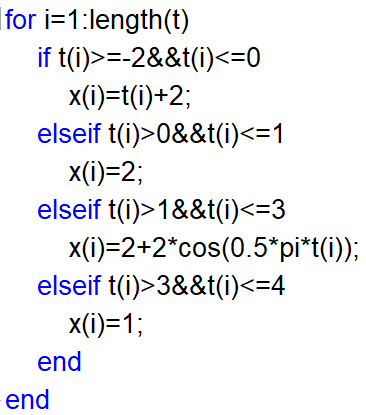 for i=1:length(t)
if t(i)>=-2&&t(i)<=0
x(i)=t(i)+2;
elseif t(i)>0&&t(i)<=1
x(i)=2;
elseif t(i)>1&&t(i)<=3
x(i)=2+2*cos(0.5*pi*t(i));
elseif t(i)>3&&t(i)<=4
x(i)=1;
end
end